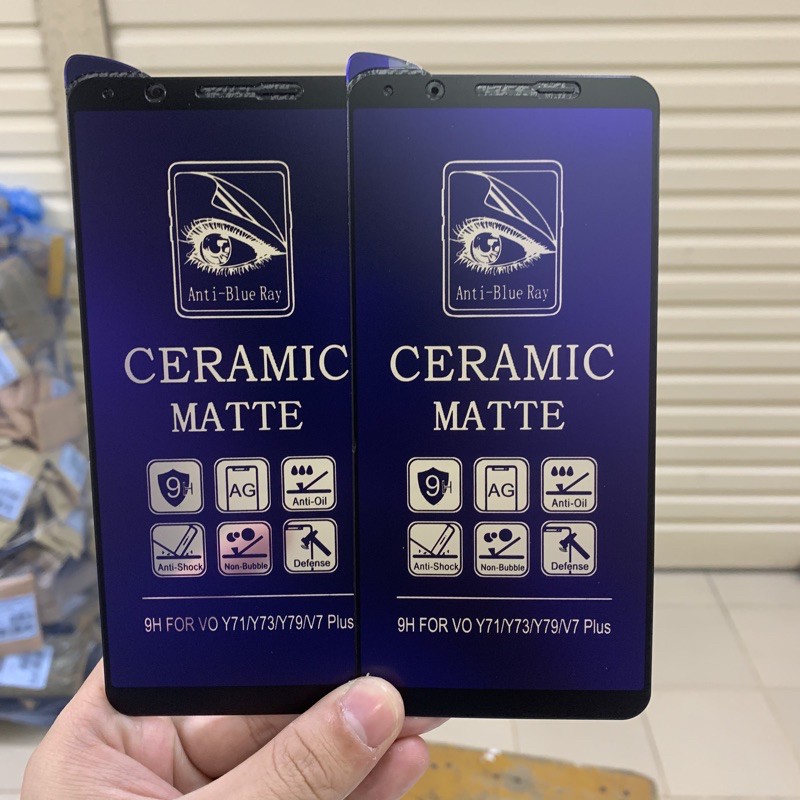 Anti-Blue Ray
CERAMIC
MATTE
9H
AG
Anti-Oil
Anti-Shock
Non-Bubble
Defense
9H FOR VO Y71/Y73/Y79/V7 Plus
Anti-Blue Ray
CERAMIC
MATTE
9H
AG
Anti-Oil
Anti-Shock
Non-Bubble
Defense
9H FOR VO Y71/Y73/Y79/V7 Plus